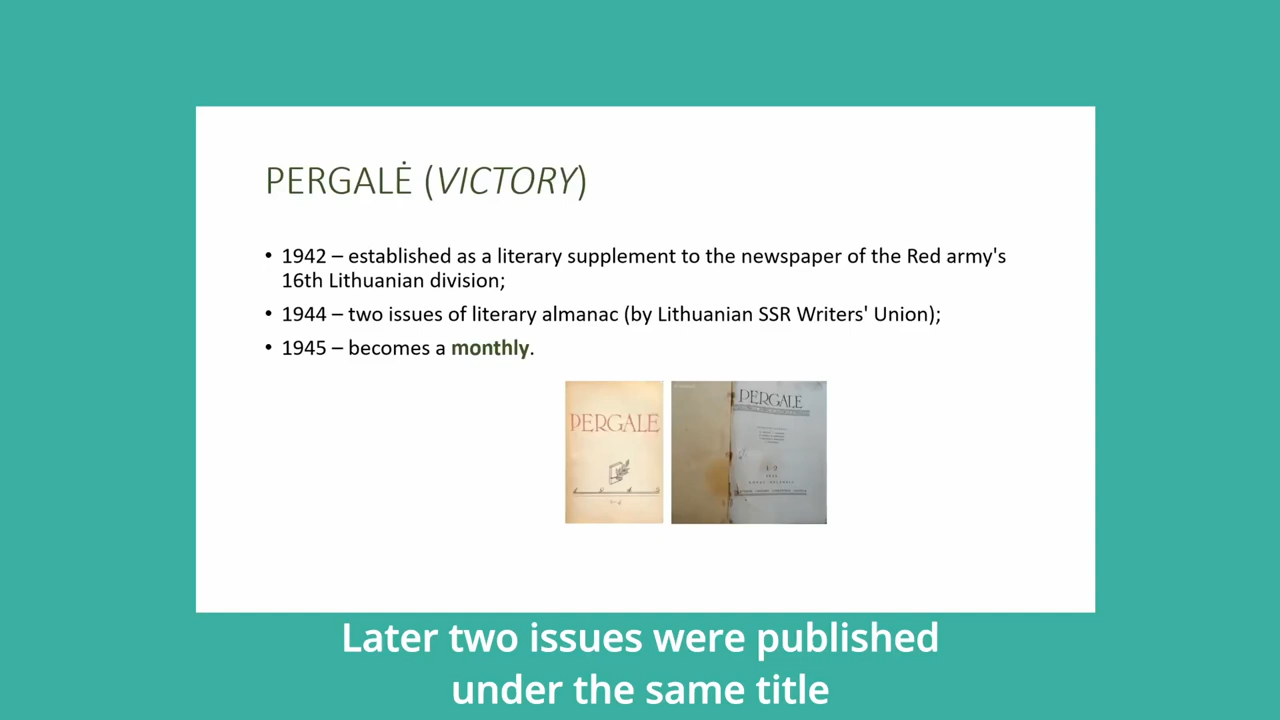 PERGALĖ (VICTORY)
• 1942 – established as a literary supplement to the newspaper of the Red army's
16th Lithuanian division;
• 1944 – two issues of literary almanac (by Lithuanian SSR Writers' Union);
• 1945 – becomes a monthly.
PERGALE
PERGALE
1-2
Later two issues were published
under the same title